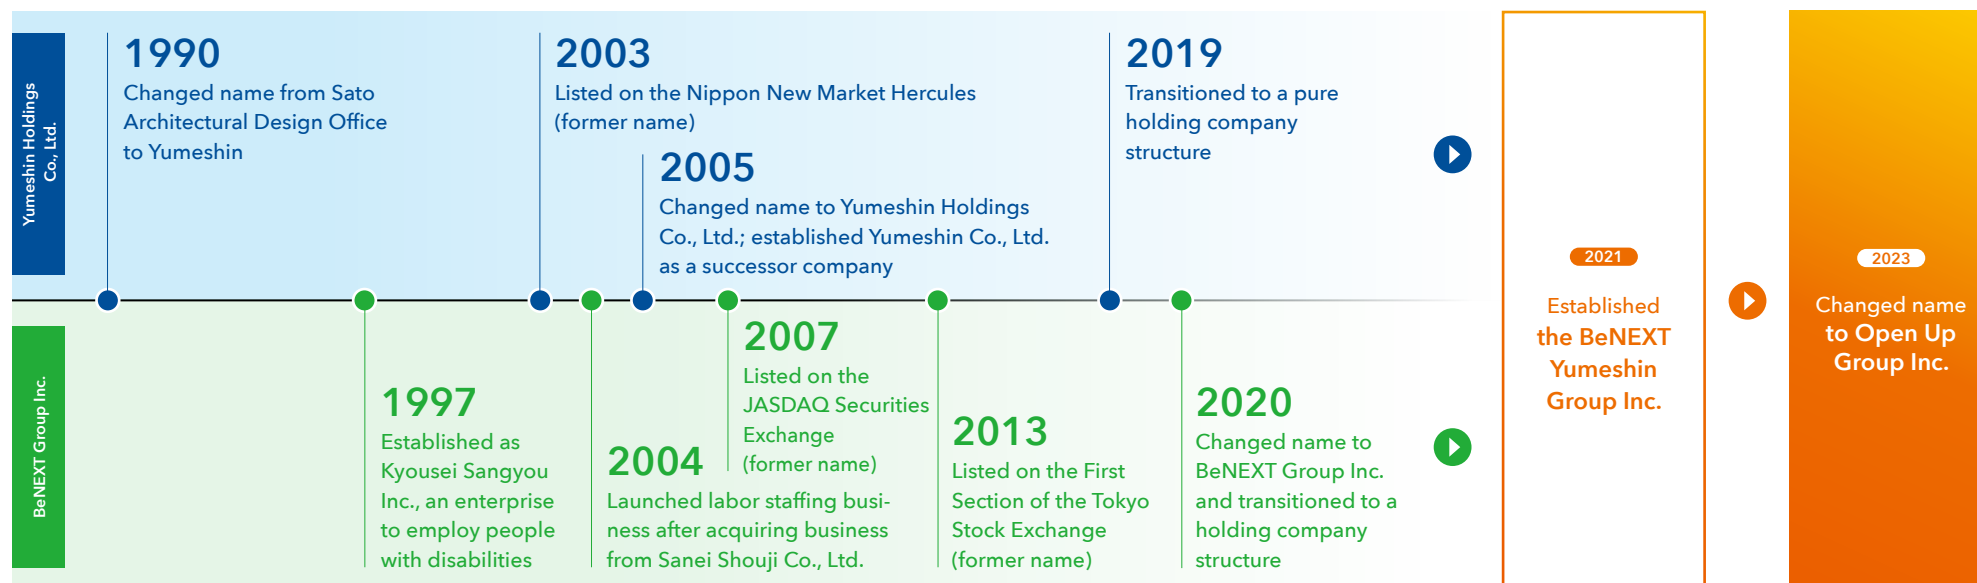 Yumeshin Holdings
Co., Ltd.
1990
Changed name from Sato
Architectural Design Office
to Yumeshin
2003
Listed on the Nippon New Market Hercules
(former name)
2005
Changed name to Yumeshin Holdings
Co., Ltd.; established Yumeshin Co., Ltd.
as a successor company
2019
Transitioned to a pure
holding company
structure
BeNEXT Group Inc.
1997
Established as
Kyousei Sangyou
Inc., an enterprise
to employ people
with disabilities
2004
Launched labor staffing busi-
ness after acquiring business
from Sanei Shouji Co., Ltd.
2007
Listed on the
JASDAQ Securities
Exchange
(former name)
2013
Listed on the First
Section of the Tokyo
Stock Exchange
(former name)
2020
Changed name to
BeNEXT Group Inc.
and transitioned to a
holding company
structure
2021
Established
the BeNEXT
Yumeshin
Group Inc.
2023
Changed name
to Open Up
Group Inc.